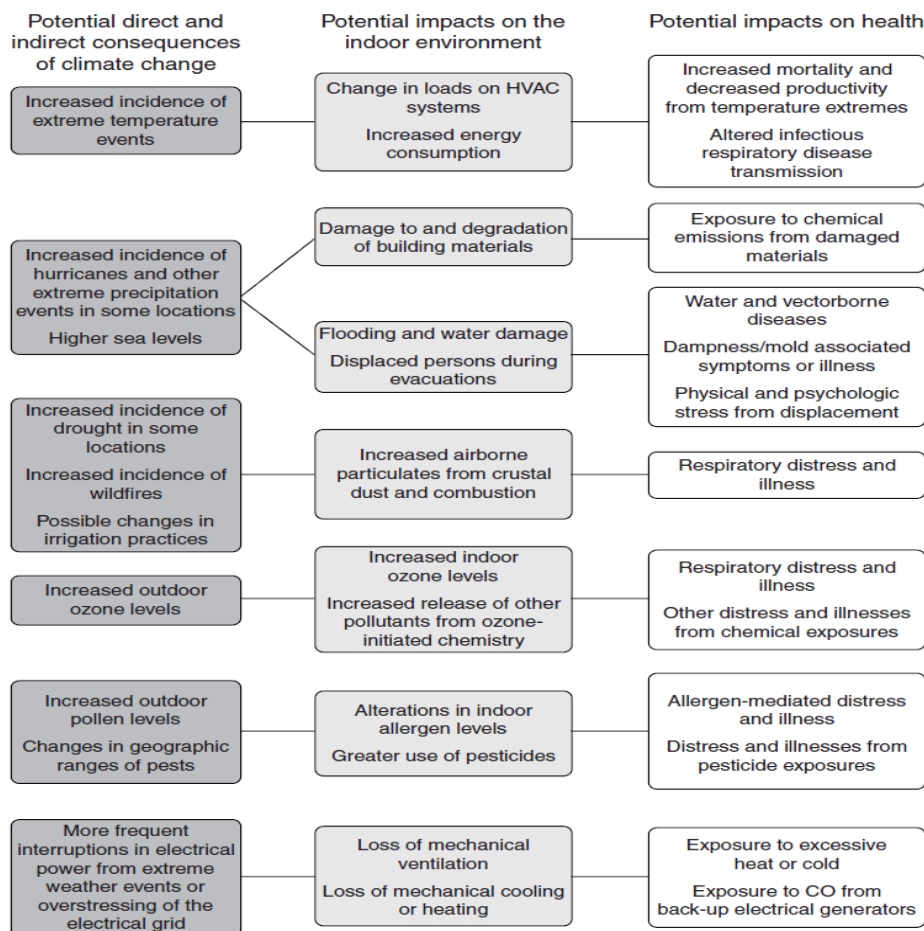 Potential direct and
indirect consequences
of climate change
Potential impacts on the
indoor environment
Potential impacts on health
Increased incidence of
extreme temperature
events
Change in loads on HVAC
systems
Increased energy
consumption
Increased mortality and
decreased productivity
from temperature extremes
Altered infectious
respiratory disease
transmission
Increased incidence of
hurricanes and other
extreme precipitation
events in some locations
Higher sea levels
Damage to and degradation
of building materials
Exposure to chemical
emissions from damaged
materials
Flooding and water damage
Displaced persons during
evacuations
Water and vectorborne
diseases
Dampness/mold associated
symptoms or illness
Physical and psychologic
stress from displacement
Increased incidence of
drought in some
locations
Increased incidence of
wildfires
Possible changes in
irrigation practices
Increased airborne
particulates from crustal
dust and combustion
Respiratory distress and
illness
Increased outdoor
ozone levels
Increased indoor
ozone levels
Increased release of other
pollutants from ozone-
initiated chemistry
Respiratory distress and
illness
Other distress and illnesses
from chemical exposures
Increased outdoor
pollen levels
Changes in geographic
ranges of pests
Alterations in indoor
allergen levels
Greater use of pesticides
Allergen-mediated distress
and illness
Distress and illnesses from
pesticide exposures
More frequent
interruptions in electrical
power from extreme
weather events or
overstressing of the
electrical grid
Loss of mechanical
ventilation
Loss of mechanical cooling
or heating
Exposure to excessive
heat or cold
Exposure to CO from
back-up electrical generators